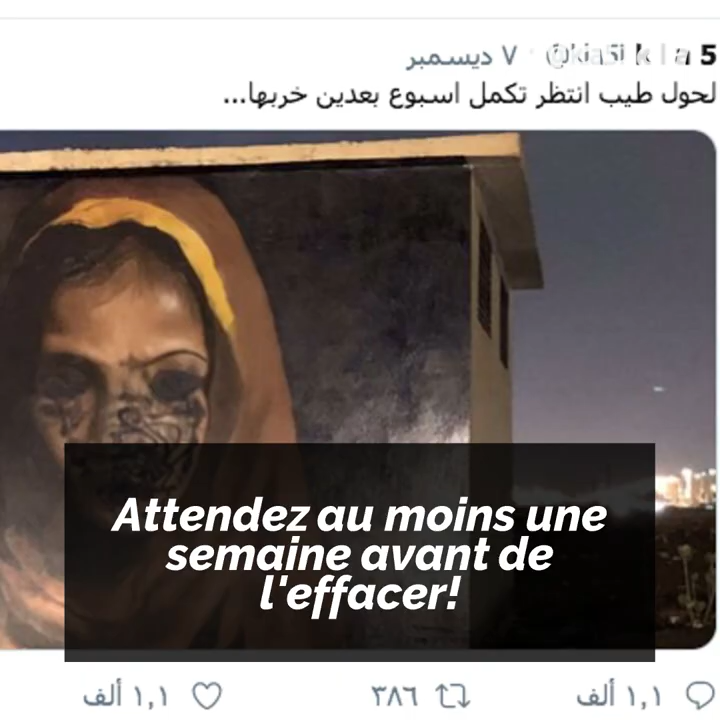 ٧ ديسمبر
لحول طيب انتظر تكمل اسبوع بعدين خربها...
Attendez au moins une
semaine avant de
l'effacer!
١,١ ألف
٣٨٦
١,١ ألف